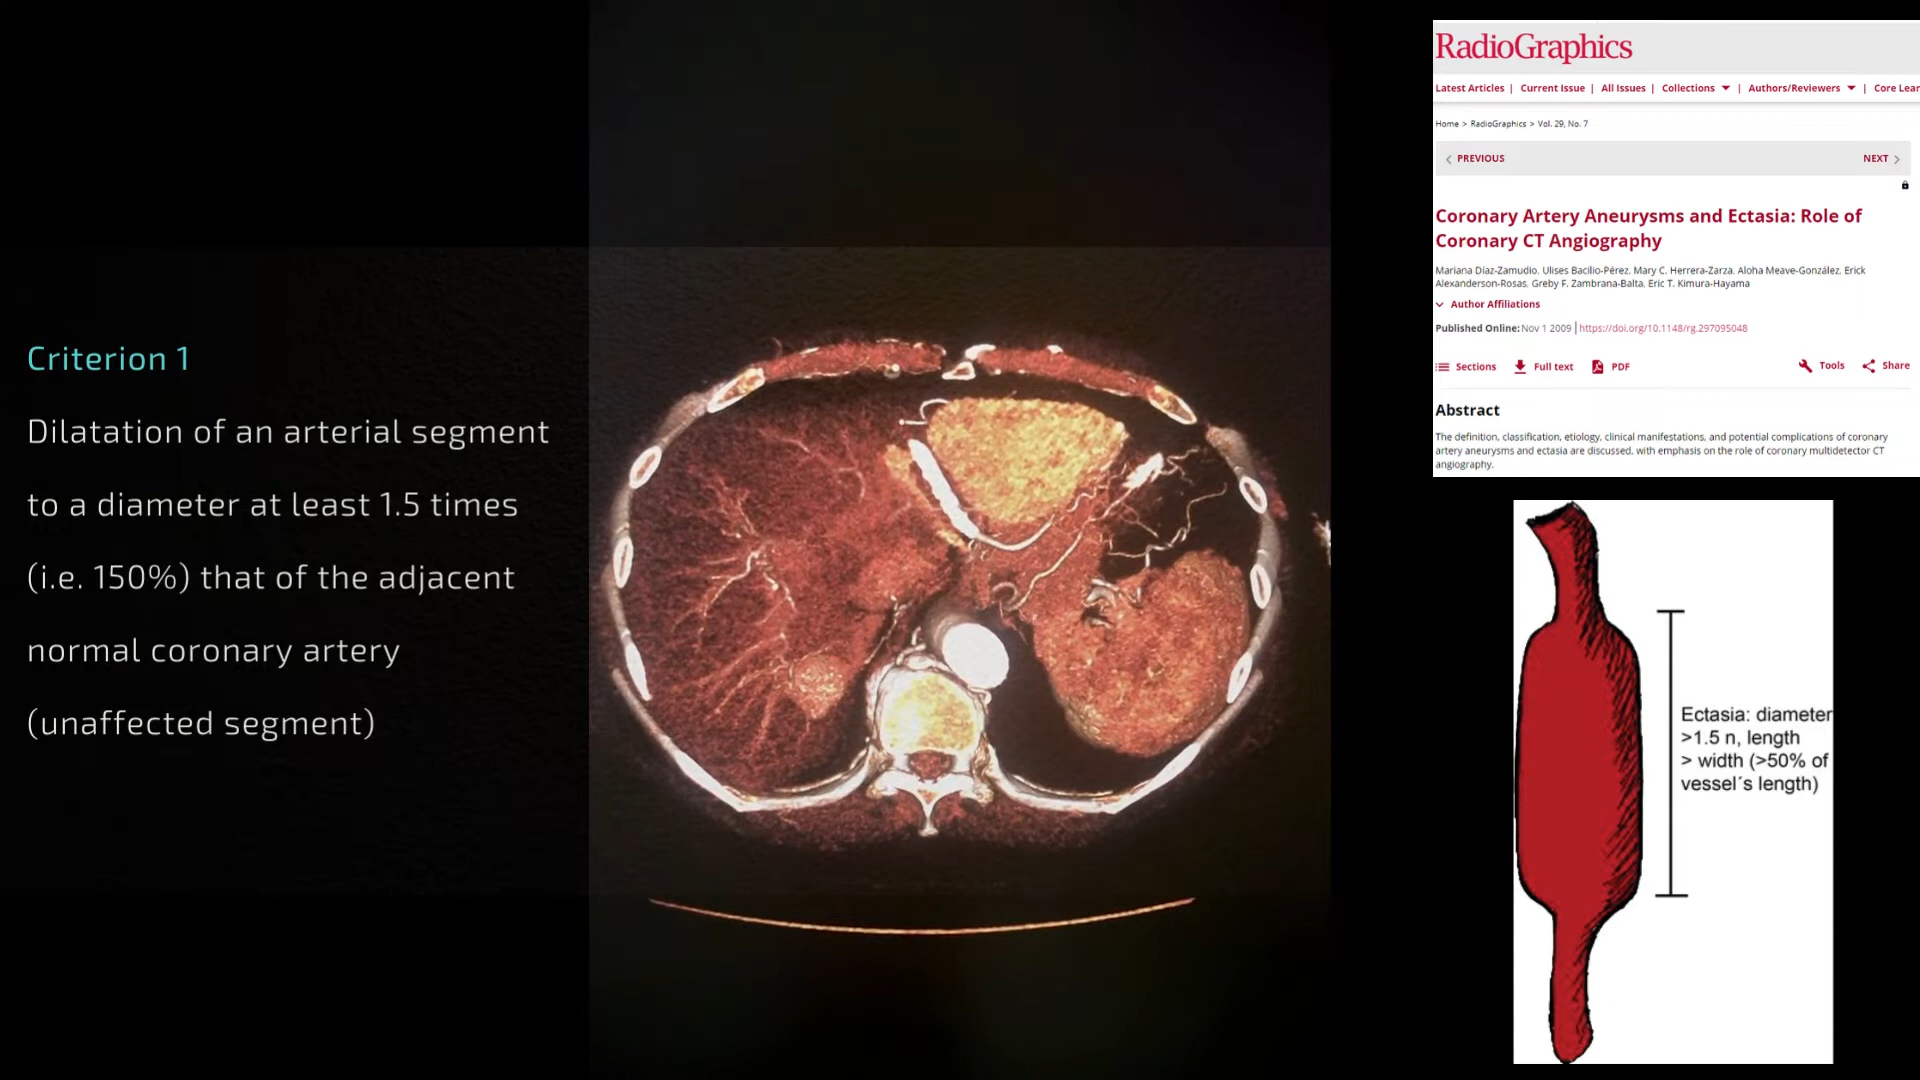 Criterion 1
Dilatation of an arterial segment
to a diameter at least 1.5 times
(i.e. 150%) that of the adjacent
normal coronary artery
(unaffected segment)
RadioGraphics
Latest Articles | Current Issue | All Issues | Collections | Authors/Reviewers | Core Lear
Home > RadioGraphics > Vol. 29, No. 7
PREVIOUS NEXT
Coronary Artery Aneurysms and Ectasia: Role of
Coronary CT Angiography
Mariana Díaz-Zamudio, Ulises Bacilio-Pérez, Mary C. Herrera-Zarza, Aloha Meave-González, Erick
Alexanderson-Rosas, Greby F. Zambrana-Balta, Eric T. Kimura-Hayama
Author Affiliations
Published Online: Nov 1 2009 | https://doi.org/10.1148/rg.297095048
Sections Full text PDF Tools Share
Abstract
The definition, classification, etiology, clinical manifestations, and potential complications of coronary
artery aneurysms and ectasia are discussed, with emphasis on the role of coronary multidetector CT
angiography.
Ectasia: diameter
>1.5 n, length
> width (>50% of
vessel´s length)